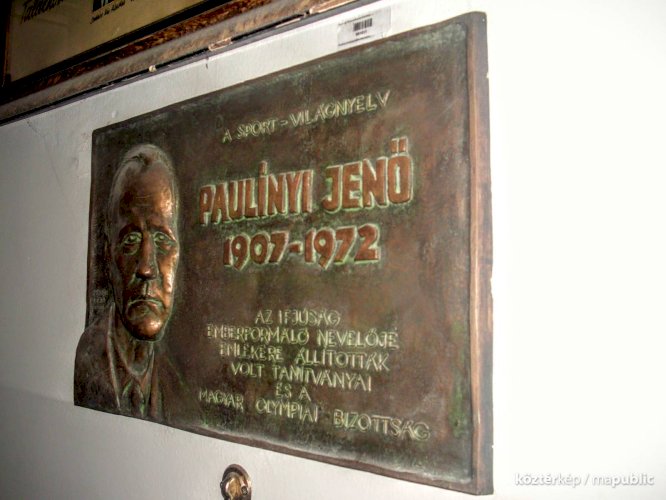 A SPORT - VILÁGNYELV
PAULÍNYI JENŐ
1907-1972
AZ IFJÚSÁG
EMBERFORMÁLÓ NEVELŐJE
EMLÉKÉRE ÁLLÍTOTTÁK
VOLT TANÍTVÁNYAI
ÉS A
MAGYAR OLYMPIAI BIZOTTSÁG
köztérkép / mapublic